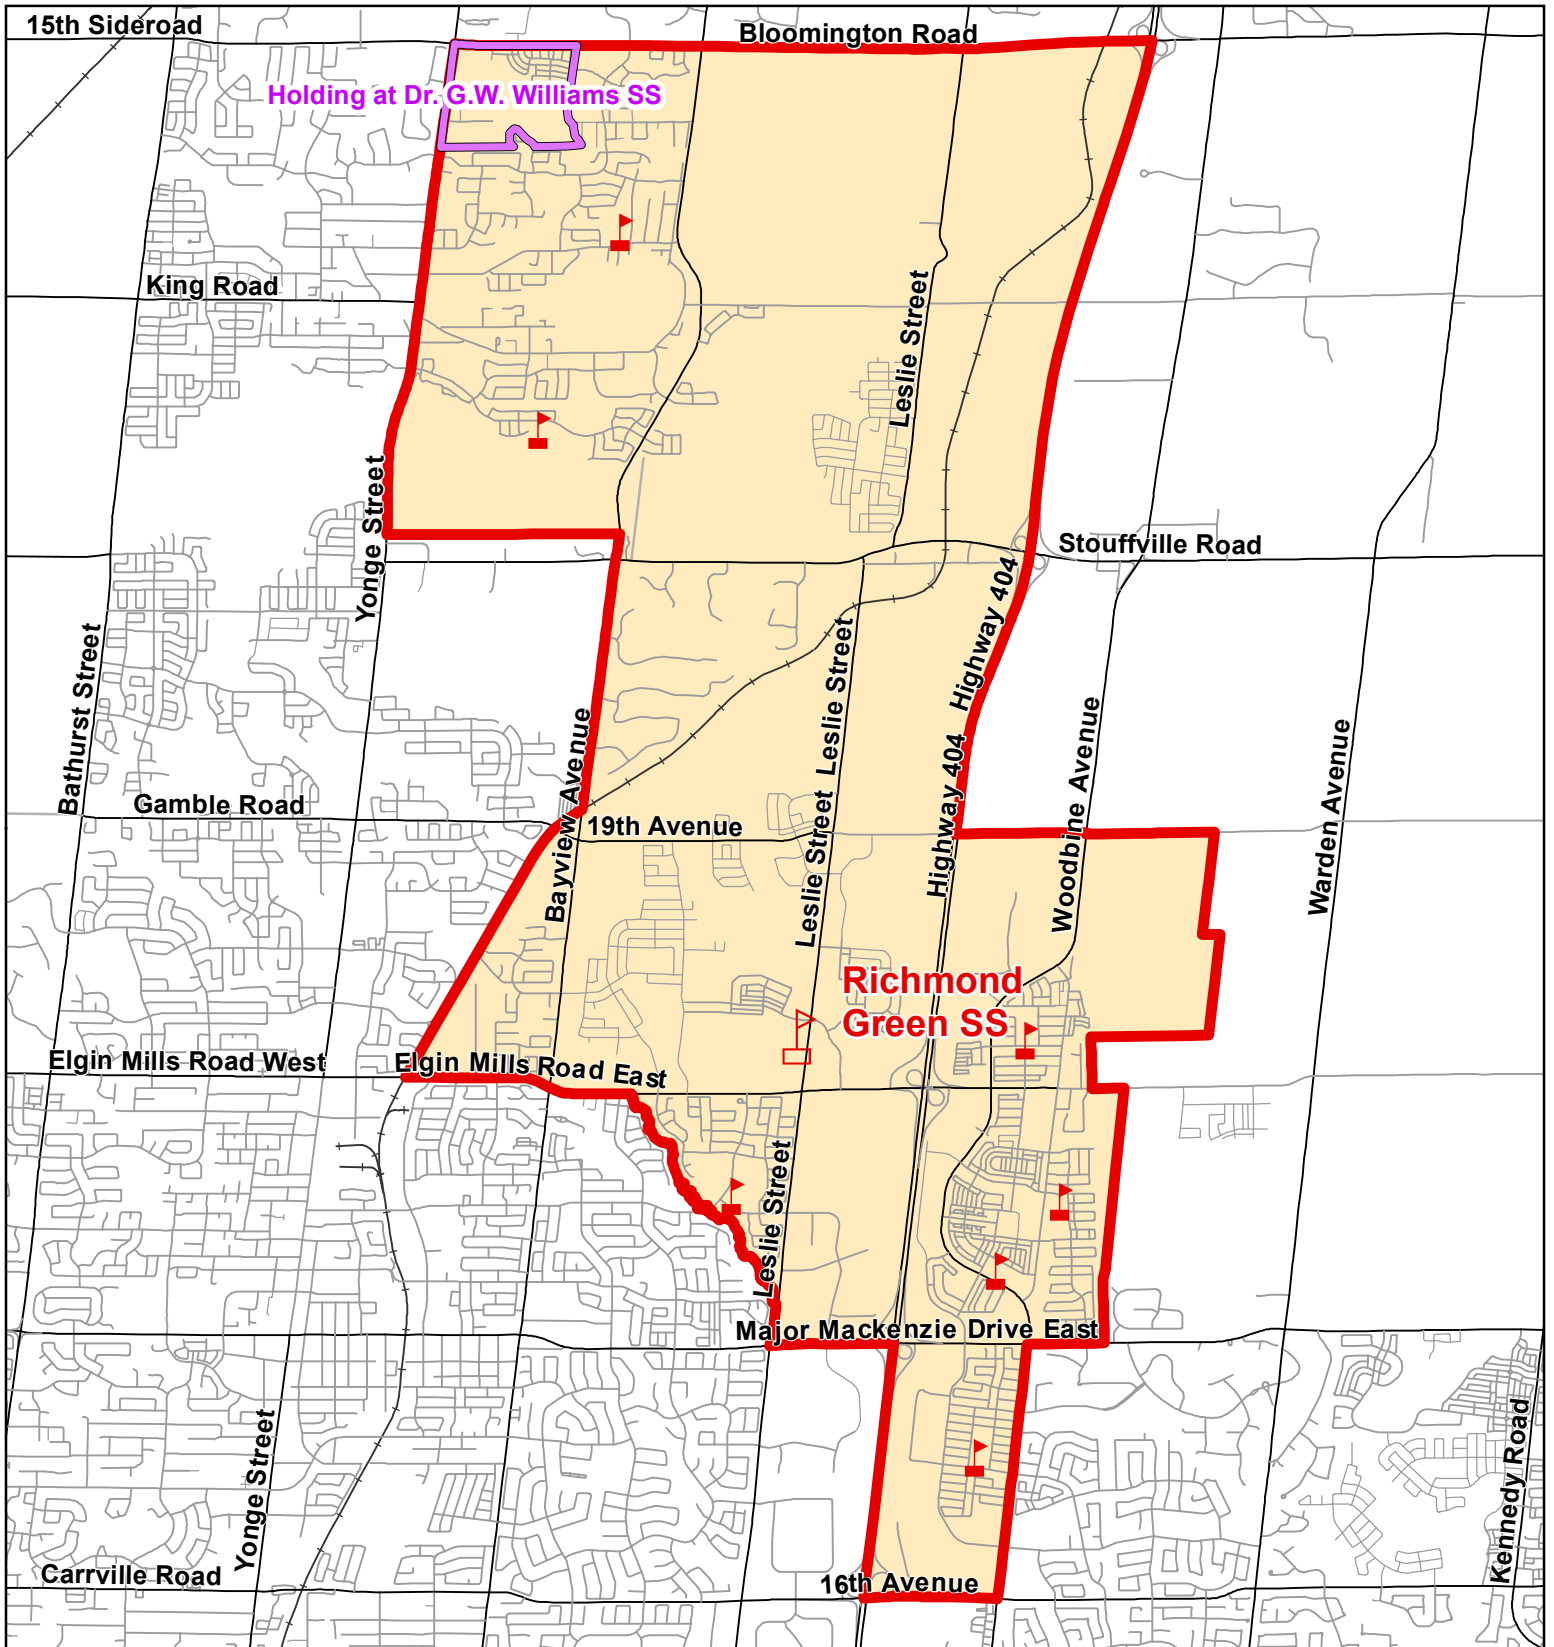 15th Sideroad
Bloomington Road
Holding at Dr. G.W. Williams SS
King Road
Leslie Street
Yonge Street
Stouffville Road
Highway 404
Bathurst Street
Leslie Street
Leslie Street
Highway 404
Woodbine Avenue
Warden Avenue
Bayview Avenue
Gamble Road
19th Avenue
Leslie Street
Highway 404
Richmond
Green SS
Elgin Mills Road West
Elgin Mills Road East
Leslie Street
Major Mackenzie Drive East
Yonge Street
Kennedy Road
Carrville Road
16th Avenue